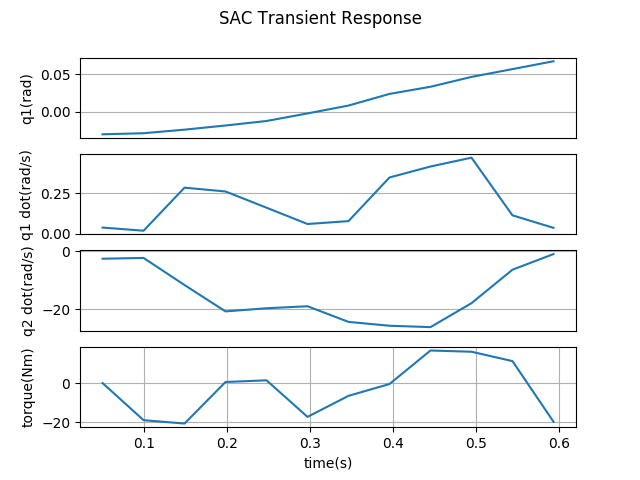 SAC Transient Response
q1(rad)
0.05
0.00
q1 dot(rad/s)
0.25
0.00
q2 dot(rad/s)
0
−20
torque(Nm)
0
−20
0.1 0.2 0.3 0.4 0.5 0.6
time(s)